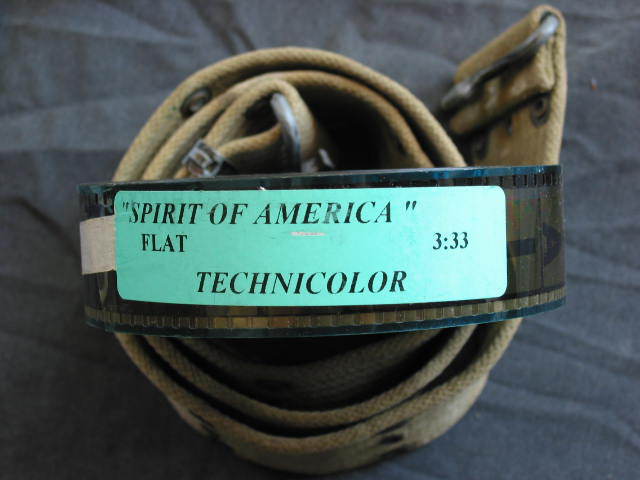 "SPIRIT OF AMERICA"
FLAT 3:33
TECHNICOLOR